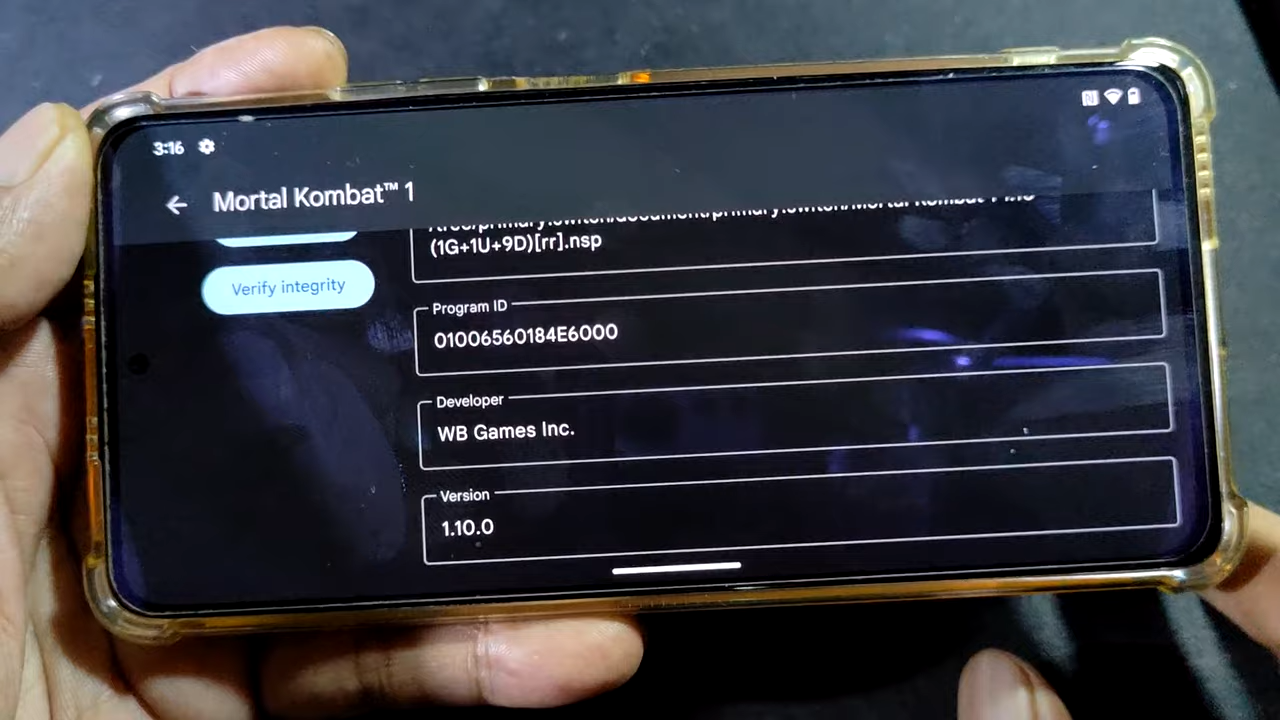 3:16
Mortal Kombat™ 1
(1G+1U+9D)[rr].nsp
Verify integrity
Program ID
01006560184E6000
Developer
WB Games Inc.
Version
1.10.0